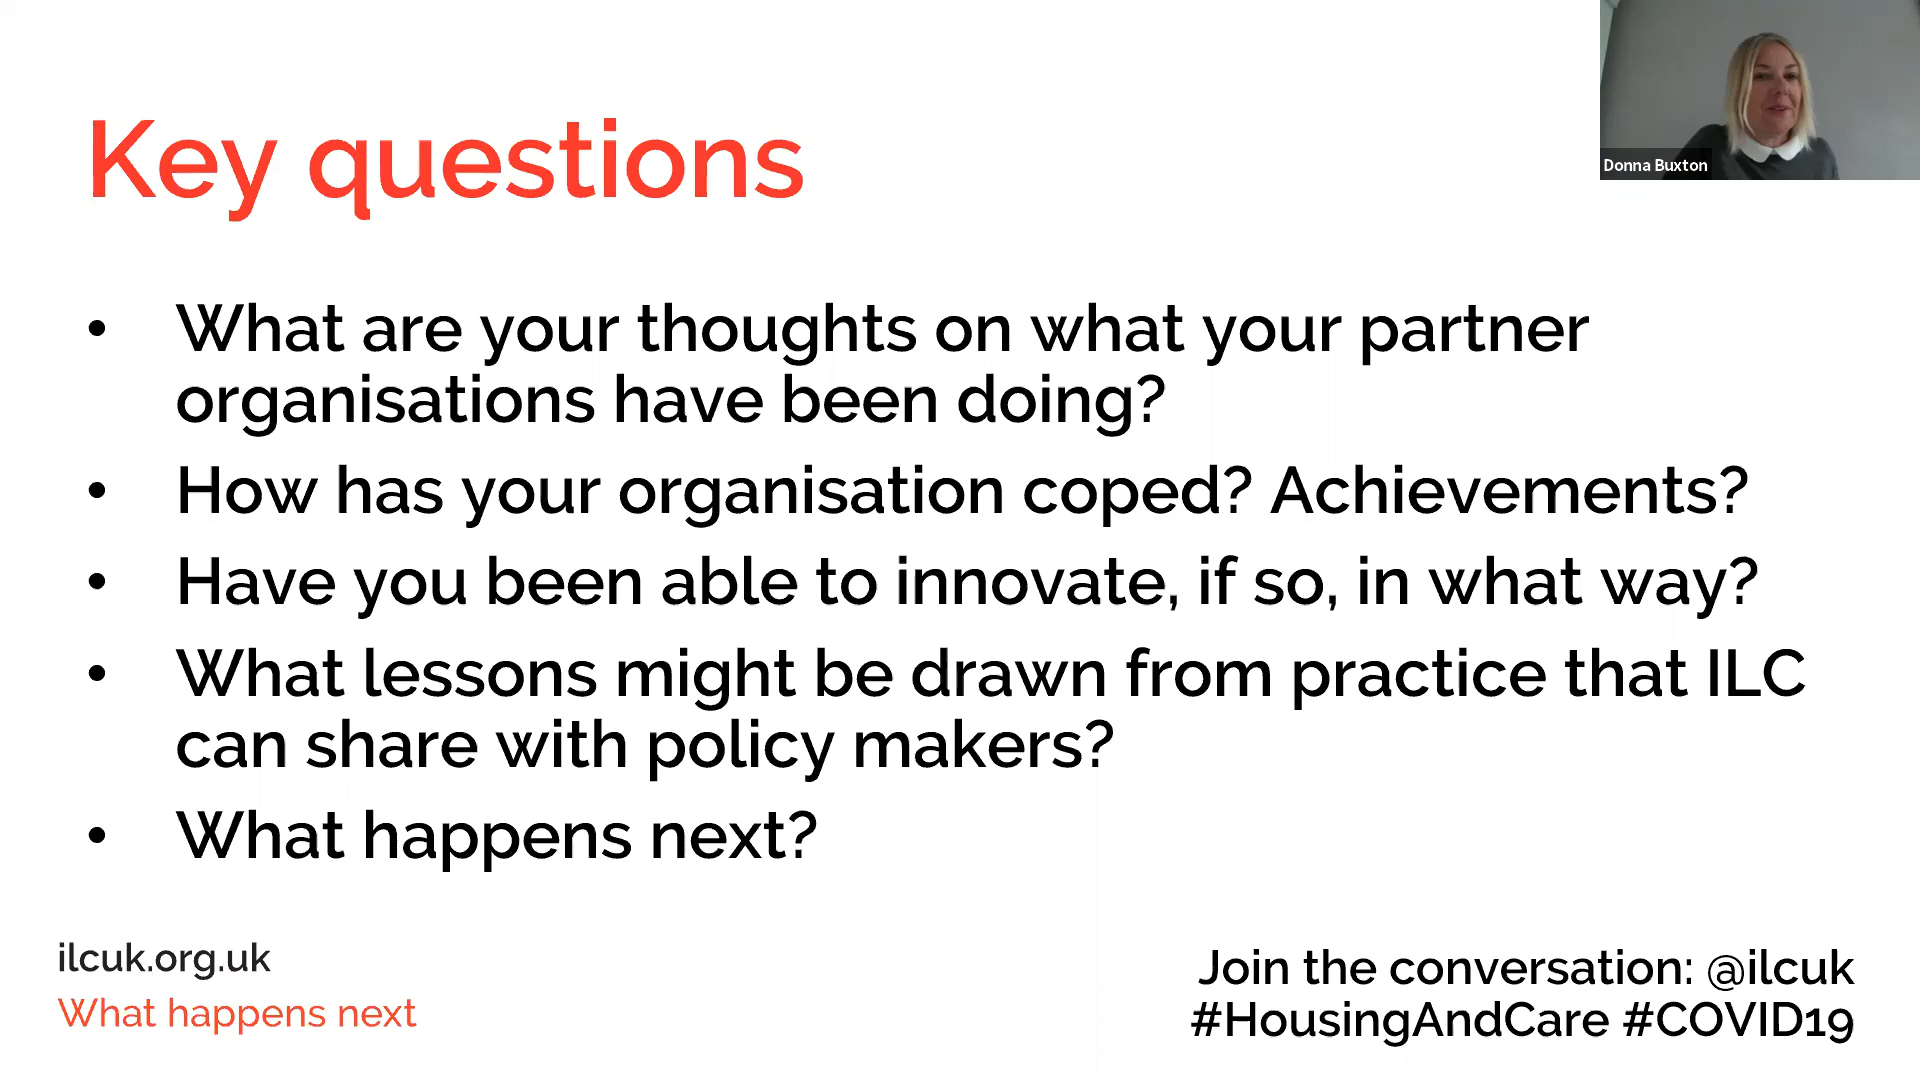 Donna Buxton
Key questions
• What are your thoughts on what your partner
organisations have been doing?
• How has your organisation coped? Achievements?
• Have you been able to innovate, if so, in what way?
• What lessons might be drawn from practice that ILC
can share with policy makers?
• What happens next?
ilcuk.org.uk
What happens next
Join the conversation: @ilcuk
#HousingAndCare #COVID19